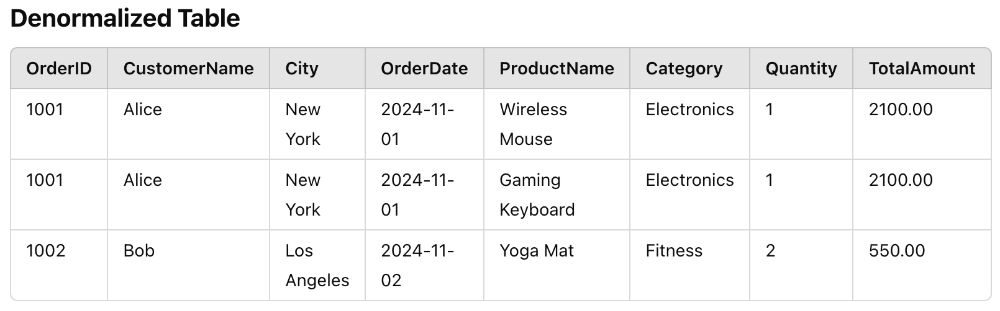 Denormalized Table
OrderID CustomerName City OrderDate ProductName Category Quantity TotalAmount
1001 Alice New York 2024-11-01 Wireless Mouse Electronics 1 2100.00
1001 Alice New York 2024-11-01 Gaming Keyboard Electronics 1 2100.00
1002 Bob Los Angeles 2024-11-02 Yoga Mat Fitness 2 550.00